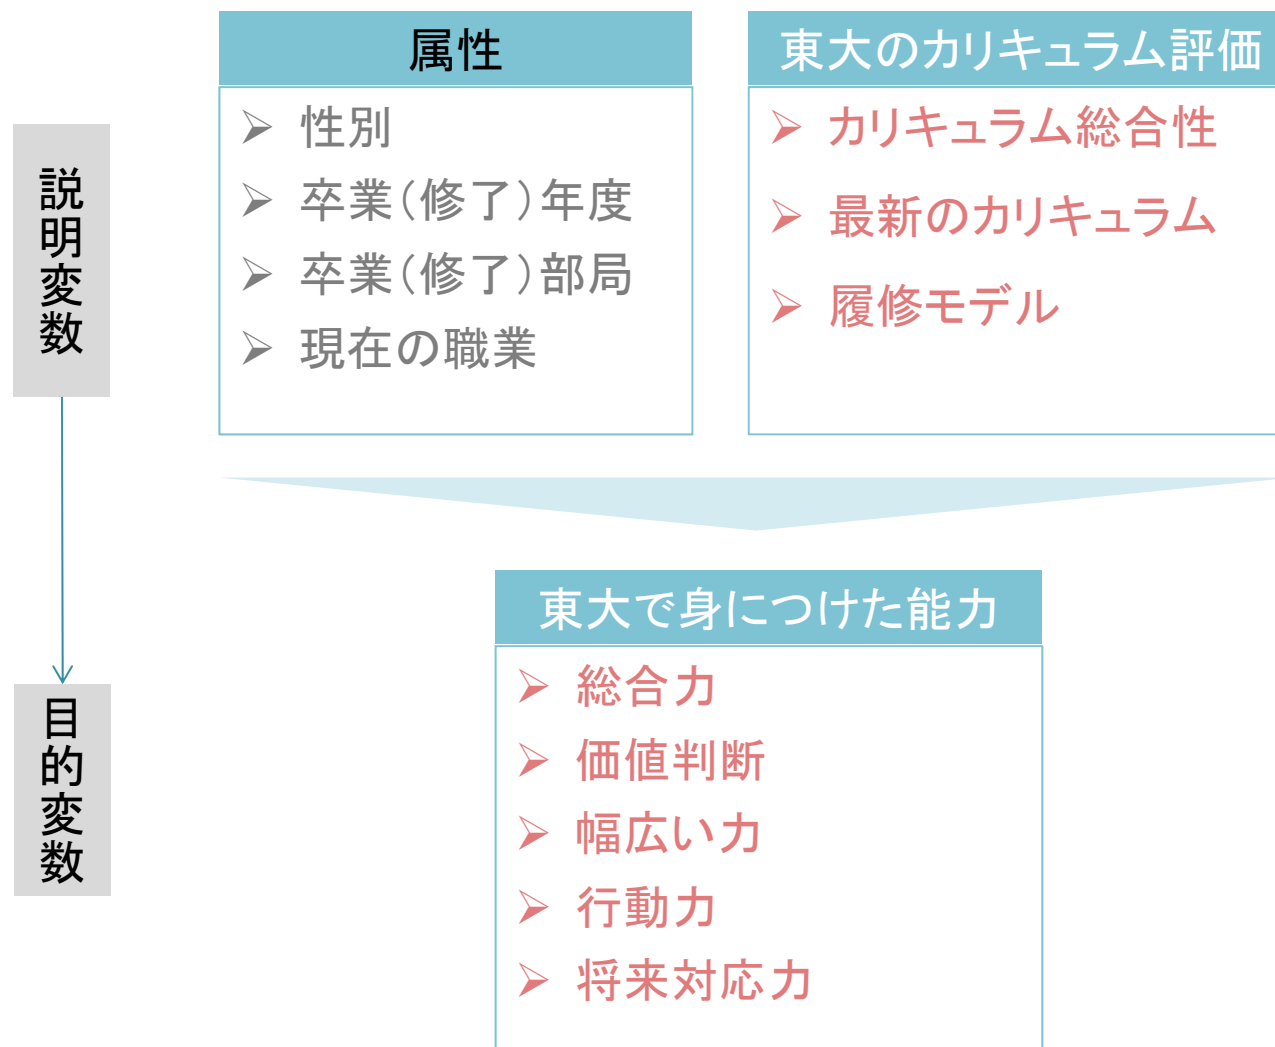 属性
東大のカリキュラム評価
説明変数
➢ 性別
➢ 卒業（修了）年度
➢ 卒業（修了）部局
➢ 現在の職業
➢ カリキュラム総合性
➢ 最新のカリキュラム
➢ 履修モデル
目的変数
東大で身につけた能力
➢ 総合力
➢ 価値判断
➢ 幅広い力
➢ 行動力
➢ 将来対応力